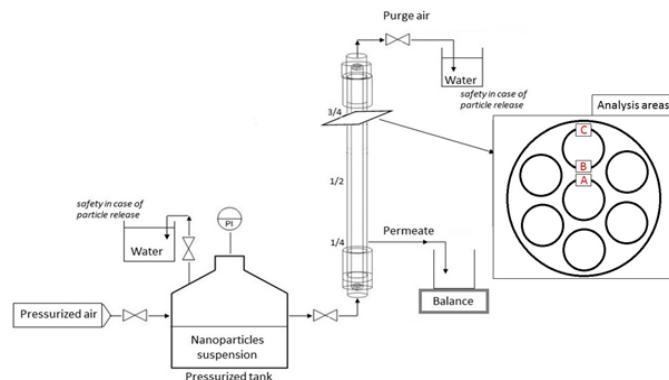 Purge air
Water
safety in case of
particle release
Analysis areas
3/4
C
B
A
1/2
safety in case of
particle release
Water
PI
1/4
Permeate
Balance
Pressurized air
Nanoparticles
suspension
Pressurized tank